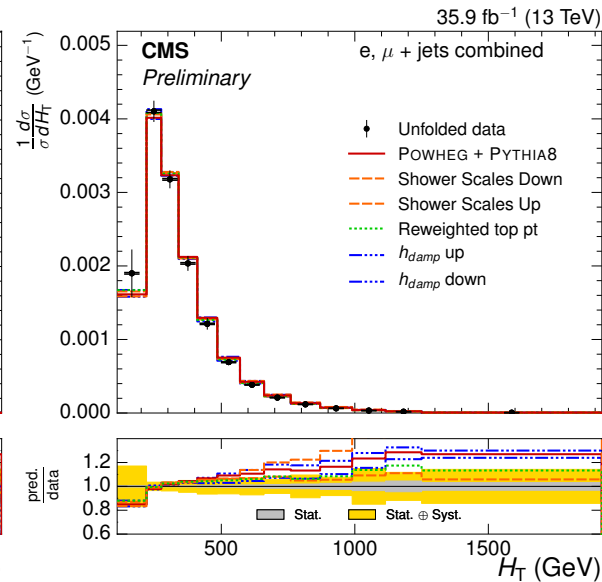 35.9 fb⁻¹ (13 TeV)
CMS
Preliminary
e, μ + jets combined
1/σ dσ/dH_T (GeV⁻¹)
0.005
0.004
0.003
0.002
0.001
0.000
Unfolded data
POWHEG + PYTHIA8
Shower Scales Down
Shower Scales Up
Reweighted top pt
h_damp up
h_damp down
pred./data
1.2
1.0
0.8
0.6
Stat.
Stat. ⊕ Syst.
500
1000
1500
H_T (GeV)